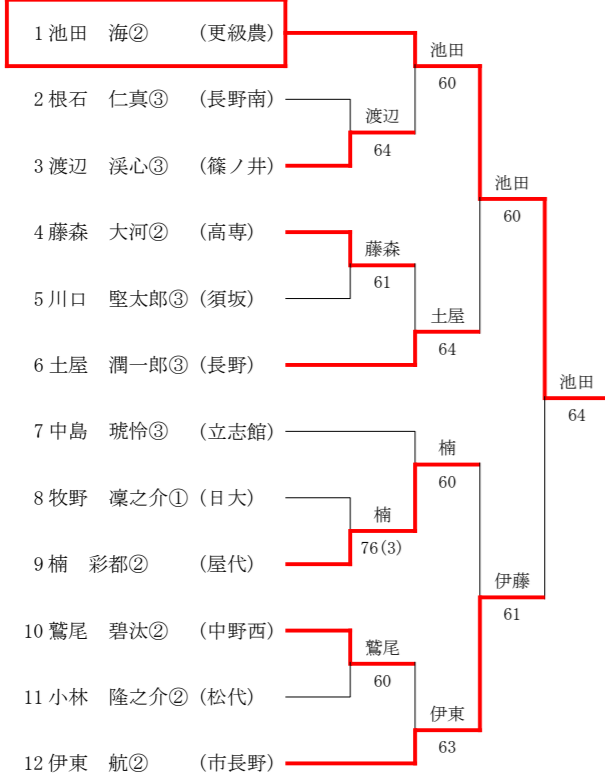 1 池田　海② (更級農)
池田
60
2 根石　仁真③ (長野南)
渡辺
64
3 渡辺　渓心③ (篠ノ井)
池田
60
4 藤森　大河② (高専)
藤森
61
5 川口　堅太郎③ (須坂)
土屋
64
6 土屋　潤一郎③ (長野)
池田
64
7 中島　琥怜③ (立志館)
楠
60
8 牧野　凜之介① (日大)
楠
76(3)
9 楠　彩都② (屋代)
伊藤
61
10 鷲尾　碧汰② (中野西)
鷲尾
60
11 小林　隆之介② (松代)
伊東
63
12 伊東　航② (市長野)